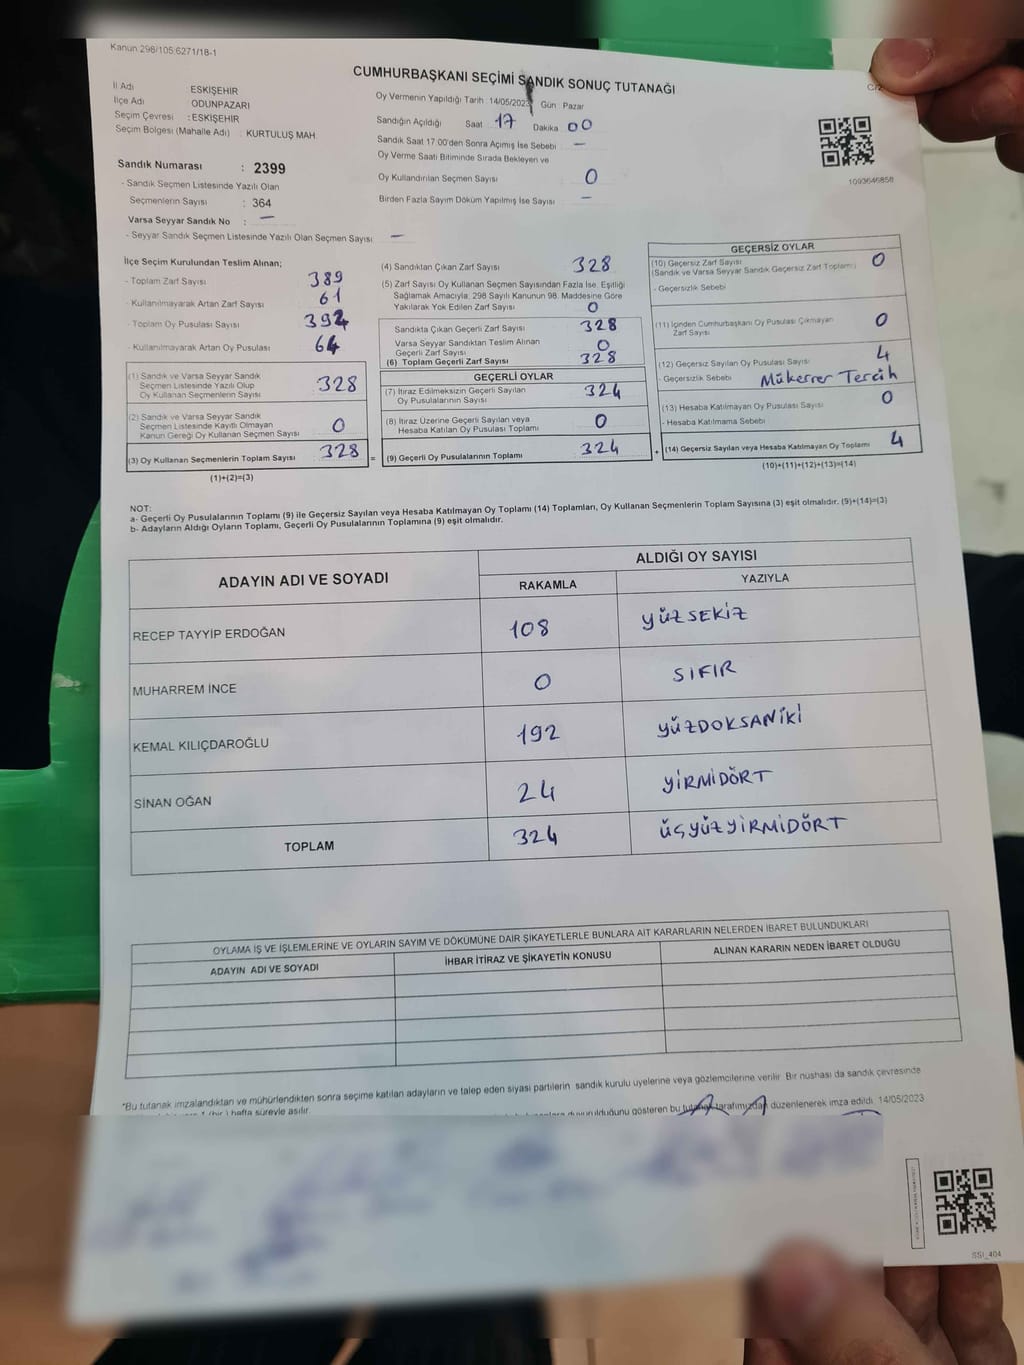 Kanun 298/105 6271/18-1
CUMHURBAŞKANI SEÇİMİ SANDIK SONUÇ TUTANAĞI
C/2
İl Adı ESKİŞEHİR
İlçe Adı ODUNPAZARI
Seçim Çevresi : ESKİŞEHİR
Seçim Bölgesi (Mahalle Adı) : KURTULUŞ MAH.
Sandık Numarası : 2399
- Sandık Seçmen Listesinde Yazılı Olan
Seçmenlerin Sayısı : 364
Varsa Seyyar Sandık No : —
- Seyyar Sandık Seçmen Listesinde Yazılı Olan Seçmen Sayısı : —
Oy Vermenin Yapıldığı Tarih 14/05/2023 Gün Pazar
Sandığın Açıldığı Saat 17 Dakika 00
Sandık Saat 17:00'den Sonra Açımış İse Sebebi —
Oy Verme Saati Bitiminde Sırada Bekleyen ve
Oy Kullandırılan Seçmen Sayısı 0
Birden Fazla Sayım Döküm Yapılmış İse Sayısı —
1093646858
İlçe Seçim Kurulundan Teslim Alınan;
- Toplam Zarf Sayısı 389
- Kullanılmayarak Artan Zarf Sayısı 61
- Toplam Oy Pusulası Sayısı 392
- Kullanılmayarak Artan Oy Pusulası 64
(1) Sandık ve Varsa Seyyar Sandık
Seçmen Listesinde Yazılı Olup
Oy Kullanan Seçmenlerin Sayısı 328
(2) Sandık ve Varsa Seyyar Sandık
Seçmen Listesinde Kayıtlı Olmayan
Kanun Gereği Oy Kullanan Seçmen Sayısı 0
(3) Oy Kullanan Seçmenlerin Toplam Sayısı 328 =
(1)+(2)=(3)
(4) Sandıktan Çıkan Zarf Sayısı 328
(5) Zarf Sayısı Oy Kullanan Seçmen Sayısından Fazla İse, Eşitliği
Sağlamak Amacıyla; 298 Sayılı Kanunun 98. Maddesine Göre
Yakılarak Yok Edilen Zarf Sayısı 0
Sandıkta Çıkan Geçerli Zarf Sayısı 328
Varsa Seyyar Sandıktan Teslim Alınan
Geçerli Zarf Sayısı 0
(6) Toplam Geçerli Zarf Sayısı 328
GEÇERLİ OYLAR
(7) İtiraz Edilmeksizin Geçerli Sayılan
Oy Pusulalarının Sayısı 324
(8) İtiraz Üzerine Geçerli Sayılan veya
Hesaba Katılan Oy Pusulası Toplamı 0
(9) Geçerli Oy Pusulalarının Toplamı 324 +
GEÇERSİZ OYLAR
(10) Geçersiz Zarf Sayısı
(Sandık ve Varsa Seyyar Sandık Geçersiz Zarf Toplamı) 0
- Geçersizlik Sebebi
(11) İçinden Cumhurbaşkanı Oy Pusulası Çıkmayan
Zarf Sayısı 0
(12) Geçersiz Sayılan Oy Pusulası Sayısı 4
- Geçersizlik Sebebi Mükerrer Tercih
(13) Hesaba Katılmayan Oy Pusulası Sayısı 0
- Hesaba Katılmama Sebebi
(14) Geçersiz Sayılan veya Hesaba Katılmayan Oy Toplamı 4
(10)+(11)+(12)+(13)=(14)
NOT:
a- Geçerli Oy Pusulalarının Toplamı (9) ile Geçersiz Sayılan veya Hesaba Katılmayan Oy Toplamı (14) Toplamları, Oy Kullanan Seçmenlerin Toplam Sayısına (3) eşit olmalıdır. (9)+(14)=(3)
b- Adayların Aldığı Oyların Toplamı, Geçerli Oy Pusulalarının Toplamına (9) eşit olmalıdır.
ADAYIN ADI VE SOYADI ALDIĞI OY SAYISI
RAKAMLA YAZIYLA
RECEP TAYYİP ERDOĞAN 108 YÜZSEKİZ
MUHARREM İNCE 0 SIFIR
KEMAL KILIÇDAROĞLU 192 YÜZDOKSANİKİ
SİNAN OĞAN 24 YİRMİDÖRT
TOPLAM 324 ÜÇYÜZYİRMİDÖRT
OYLAMA İŞ VE İŞLEMLERİNE VE OYLARIN SAYIM VE DÖKÜMÜNE DAİR ŞİKAYETLERLE BUNLARA AİT KARARLARIN NELERDEN İBARET BULUNDUKLARI
ADAYIN ADI VE SOYADI İHBAR İTİRAZ VE ŞİKAYETİN KONUSU ALINAN KARARIN NEDEN İBARET OLDUĞU
*Bu tutanak imzalandıktan ve mühürlendikten sonra seçime katılan adayların ve talep eden siyasi partilerin sandık kurulu üyelerine veya gözlemcilerine verilir. Bir nüshası da sandık çevresinde
1 (bir) hafta süreyle asılır.
duyurulduğunu gösteren bu tutanak tarafımızdan düzenlenerek imza edildi. 14/05/2023
SSI_404